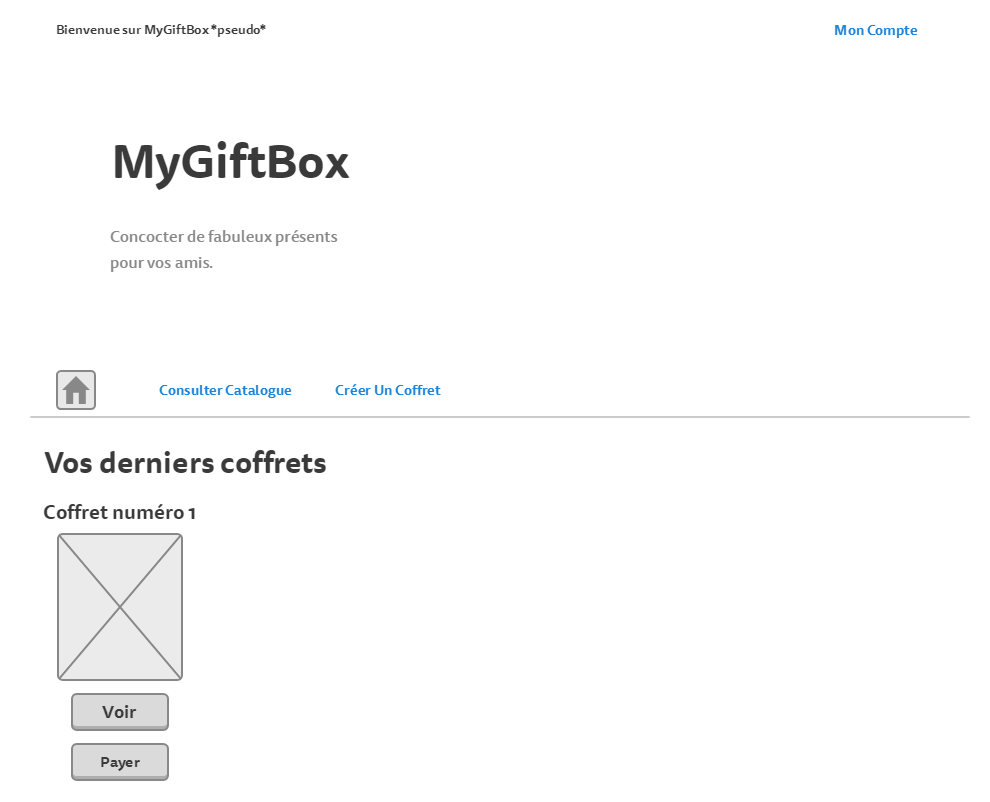 Bienvenue sur MyGiftBox *pseudo*
Mon Compte
MyGiftBox
Concocter de fabuleux présents
pour vos amis.
Consulter Catalogue
Créer Un Coffret
Vos derniers coffrets
Coffret numéro 1
Voir
Payer